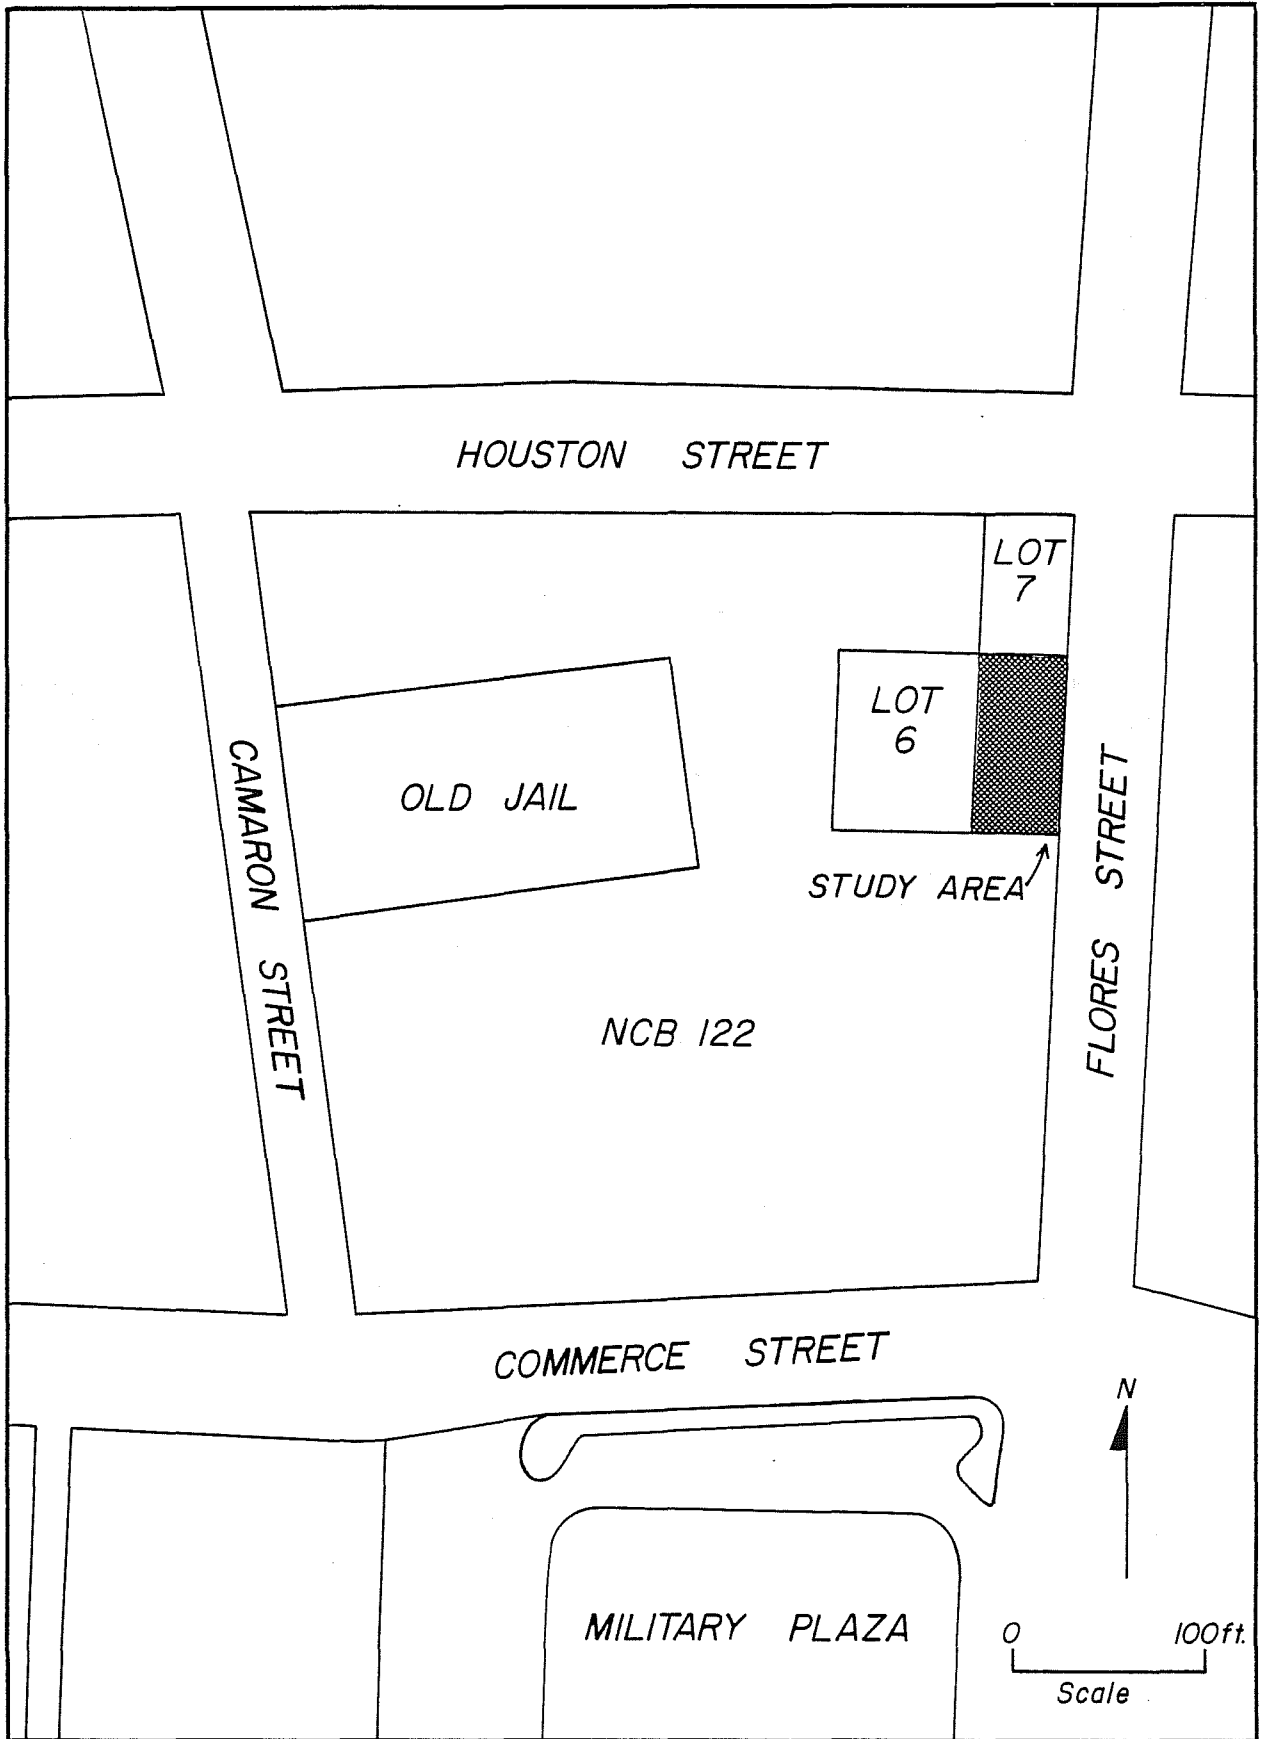 HOUSTON STREET
LOT
7
LOT
6
OLD JAIL
CAMARON STREET
STUDY AREA
FLORES STREET
NCB 122
COMMERCE STREET
N
MILITARY PLAZA
0 100ft.
Scale